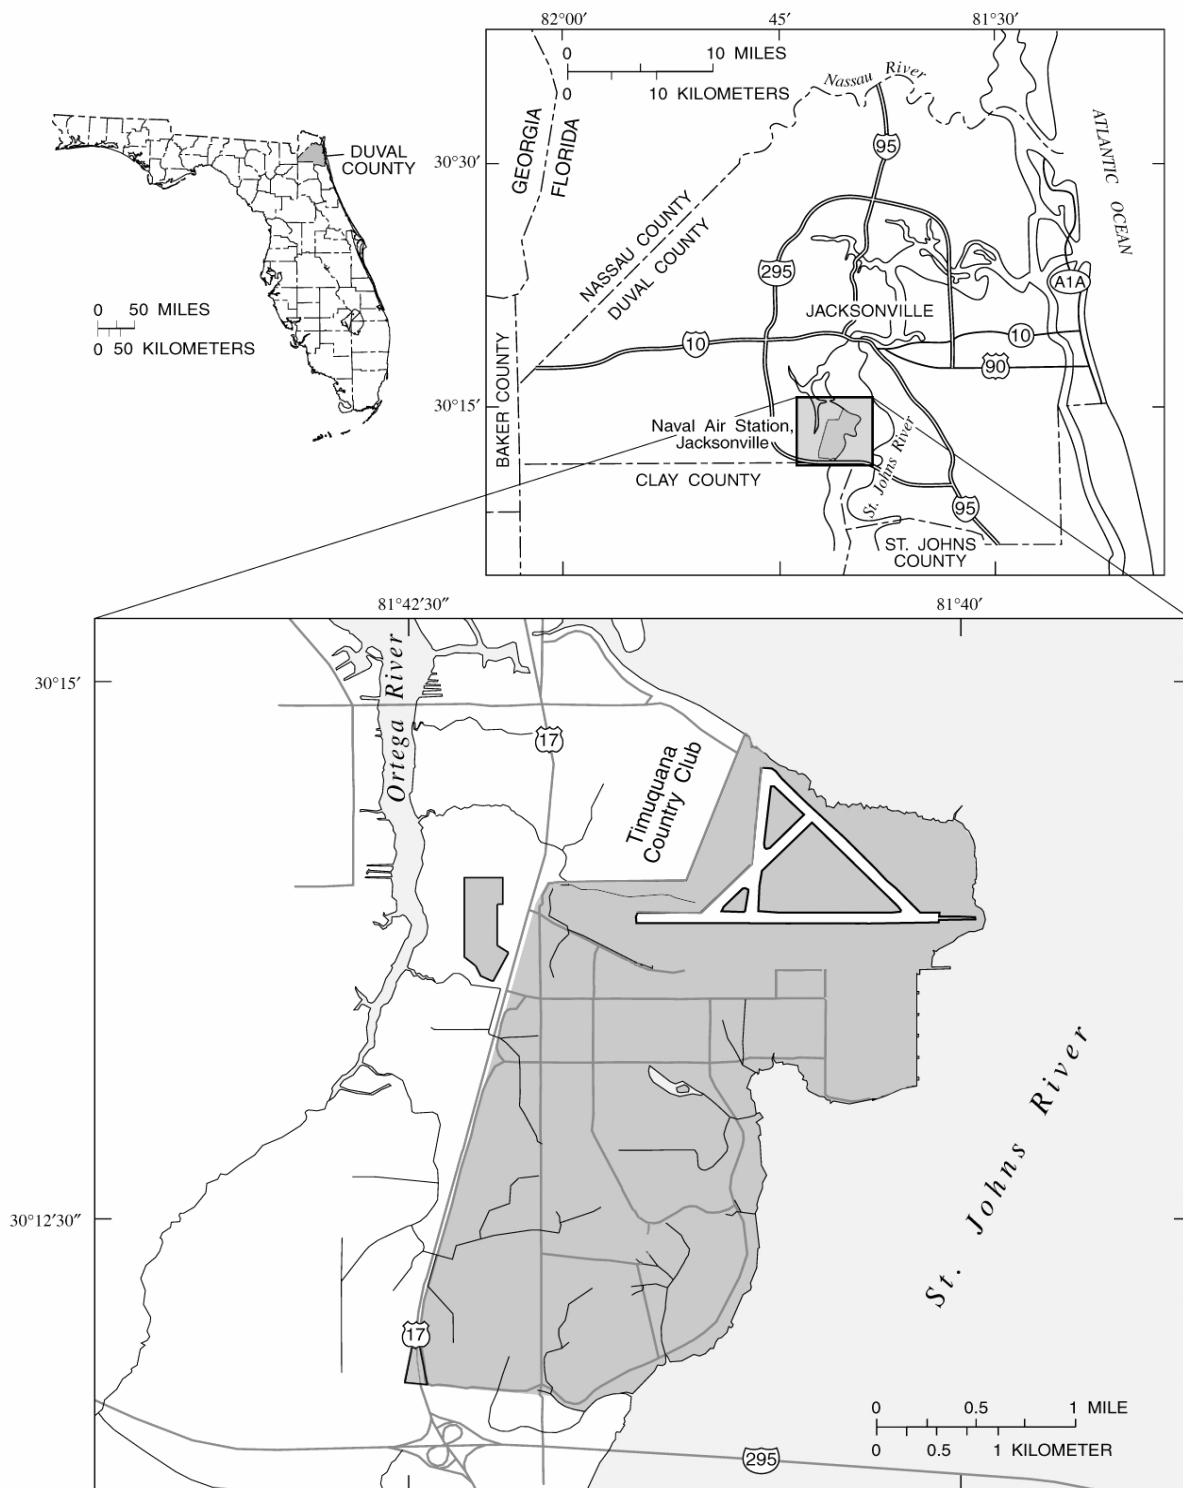 82°00′
45′
81°30′
0
10 MILES
0
10 KILOMETERS
Nassau River
95
GEORGIA
FLORIDA
ATLANTIC OCEAN
30°30′
DUVAL
COUNTY
NASSAU COUNTY
DUVAL COUNTY
295
A1A
0 50 MILES
0 50 KILOMETERS
JACKSONVILLE
10
10
90
BAKER COUNTY
30°15′
Naval Air Station,
Jacksonville
St. Johns River
CLAY COUNTY
95
ST. JOHNS
COUNTY
81°42′30″
81°40′
30°15′
Ortega River
17
Timuquana
Country Club
St. Johns River
30°12′30″
17
0 0.5 1 MILE
0 0.5 1 KILOMETER
295